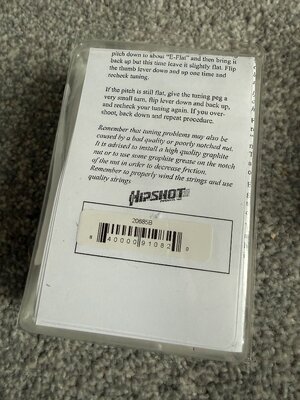 pitch down to about "E-Flat" and then bring it
back up but this time leave it slightly flat. Flip
the thumb lever down and up one time and
recheck tuning.
If the pitch is still flat, give the tuning peg a
very small turn, flip lever down and back up,
and recheck your tuning again. If you over-
shoot, back down and repeat procedure.
Remember that tuning problems may also be
caused by a bad quality or poorly notched nut.
It is advised to install a high quality graphite
nut or to use some graphite grease on the notch
of the nut in order to decrease friction.
Remember to properly wind the strings and use
quality strings.
HIPSHOT
20685B
8 40000 91082